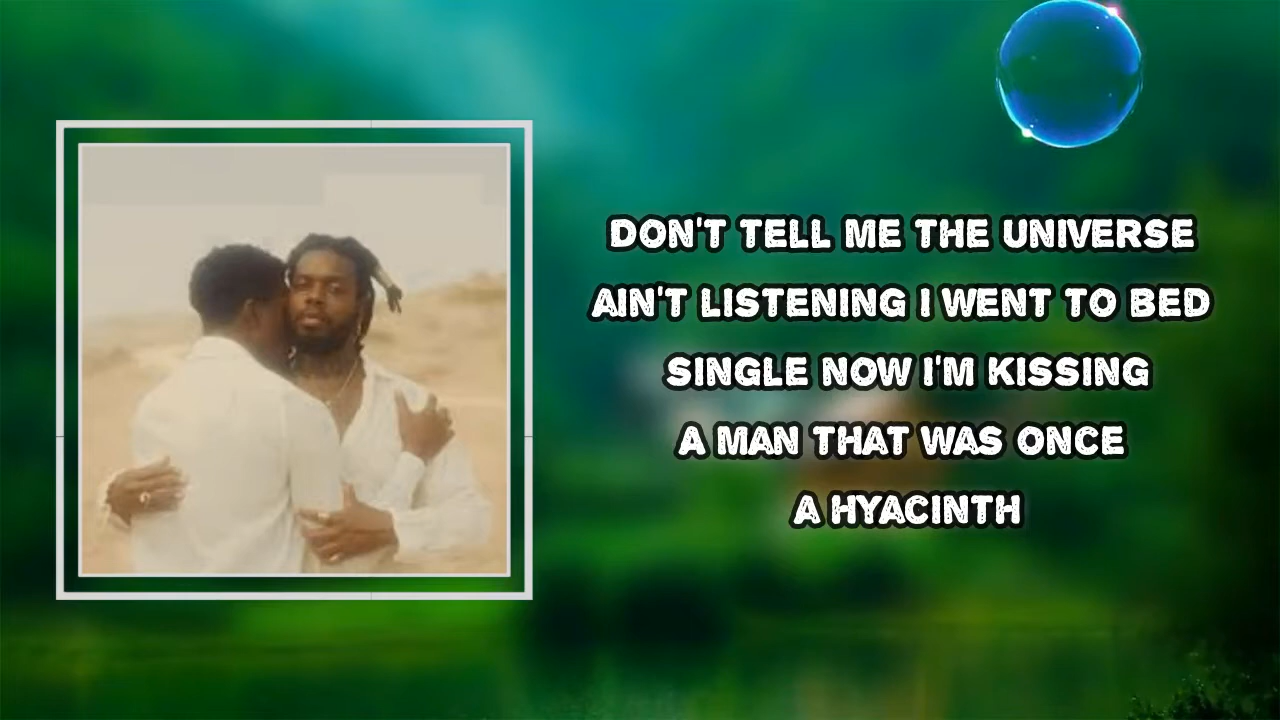 DON'T TELL ME THE UNIVERSE
AIN'T LISTENING I WENT TO BED
SINGLE NOW I'M KISSING
A MAN THAT WAS ONCE
A HYACINTH